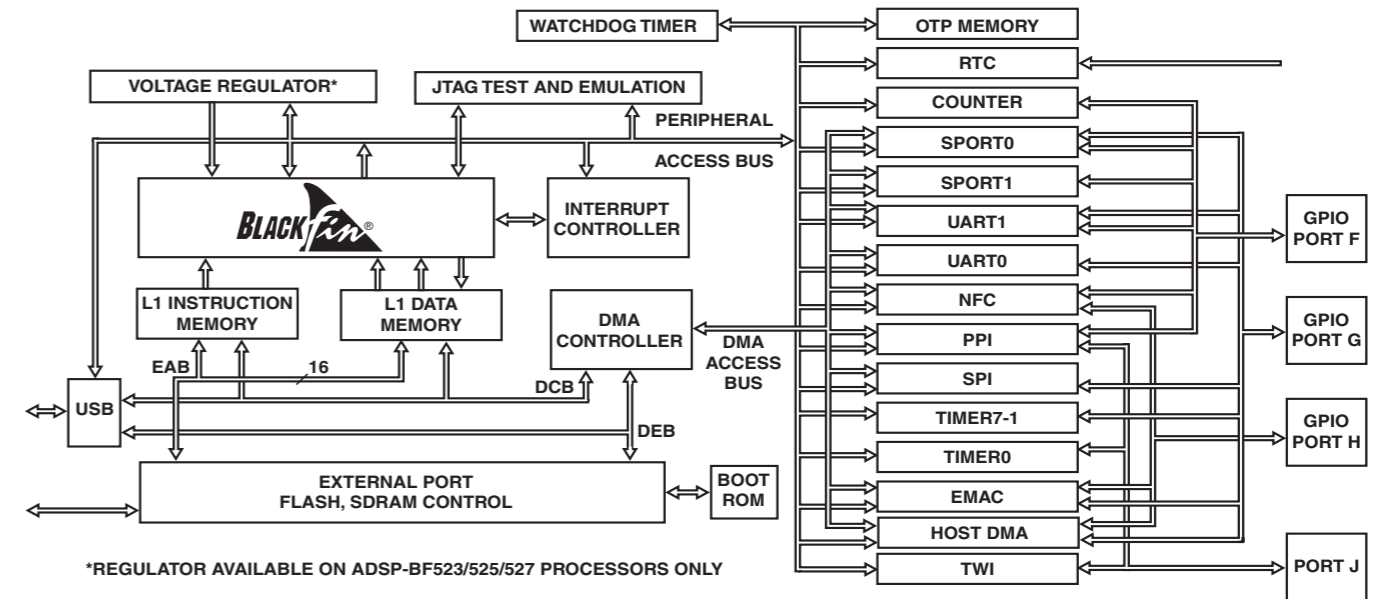 WATCHDOG TIMER
OTP MEMORY
RTC
VOLTAGE REGULATOR*
JTAG TEST AND EMULATION
COUNTER
PERIPHERAL
ACCESS BUS
SPORT0
SPORT1
BLACKfin®
INTERRUPT
CONTROLLER
UART1
GPIO
PORT F
UART0
L1 INSTRUCTION
MEMORY
L1 DATA
MEMORY
DMA
CONTROLLER
NFC
GPIO
PORT G
DMA
ACCESS
BUS
PPI
EAB
16
DCB
SPI
USB
TIMER7-1
GPIO
PORT H
DEB
TIMER0
EXTERNAL PORT
FLASH, SDRAM CONTROL
BOOT
ROM
EMAC
HOST DMA
*REGULATOR AVAILABLE ON ADSP-BF523/525/527 PROCESSORS ONLY
TWI
PORT J